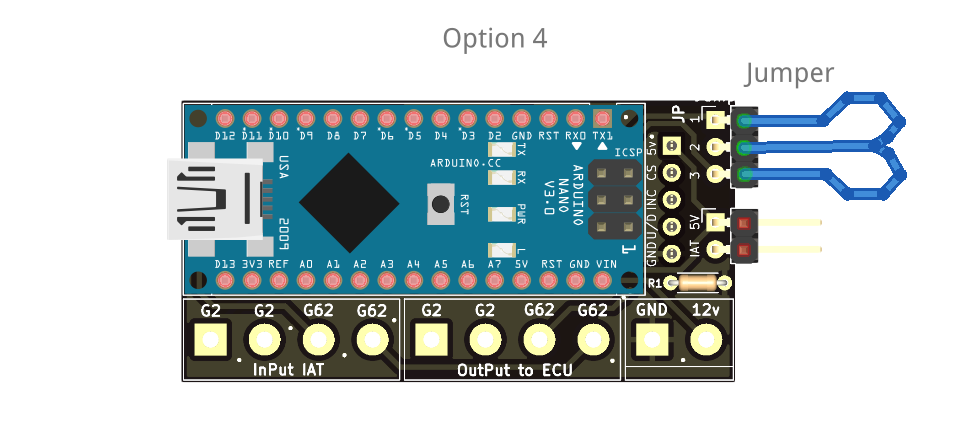 Option 4
Jumper
D12 D11 D10 D9 D8 D7 D6 D5 D4 D3 D2 GND RST RX0 TX1
JP
1
2
3
5v
CS
INC
U/D
GND
TX
RX
PWR
L
ARDUINO.CC
ICSP
ARDUINO
NANO
V3.0
1
RST
USA
2009
5V
IAT
D13 3V3 REF A0 A1 A2 A3 A4 A5 A6 A7 5V RST GND VIN
R1
G2 G2 G62 G62
InPut IAT
G2 G2 G62 G62
OutPut to ECU
GND 12v